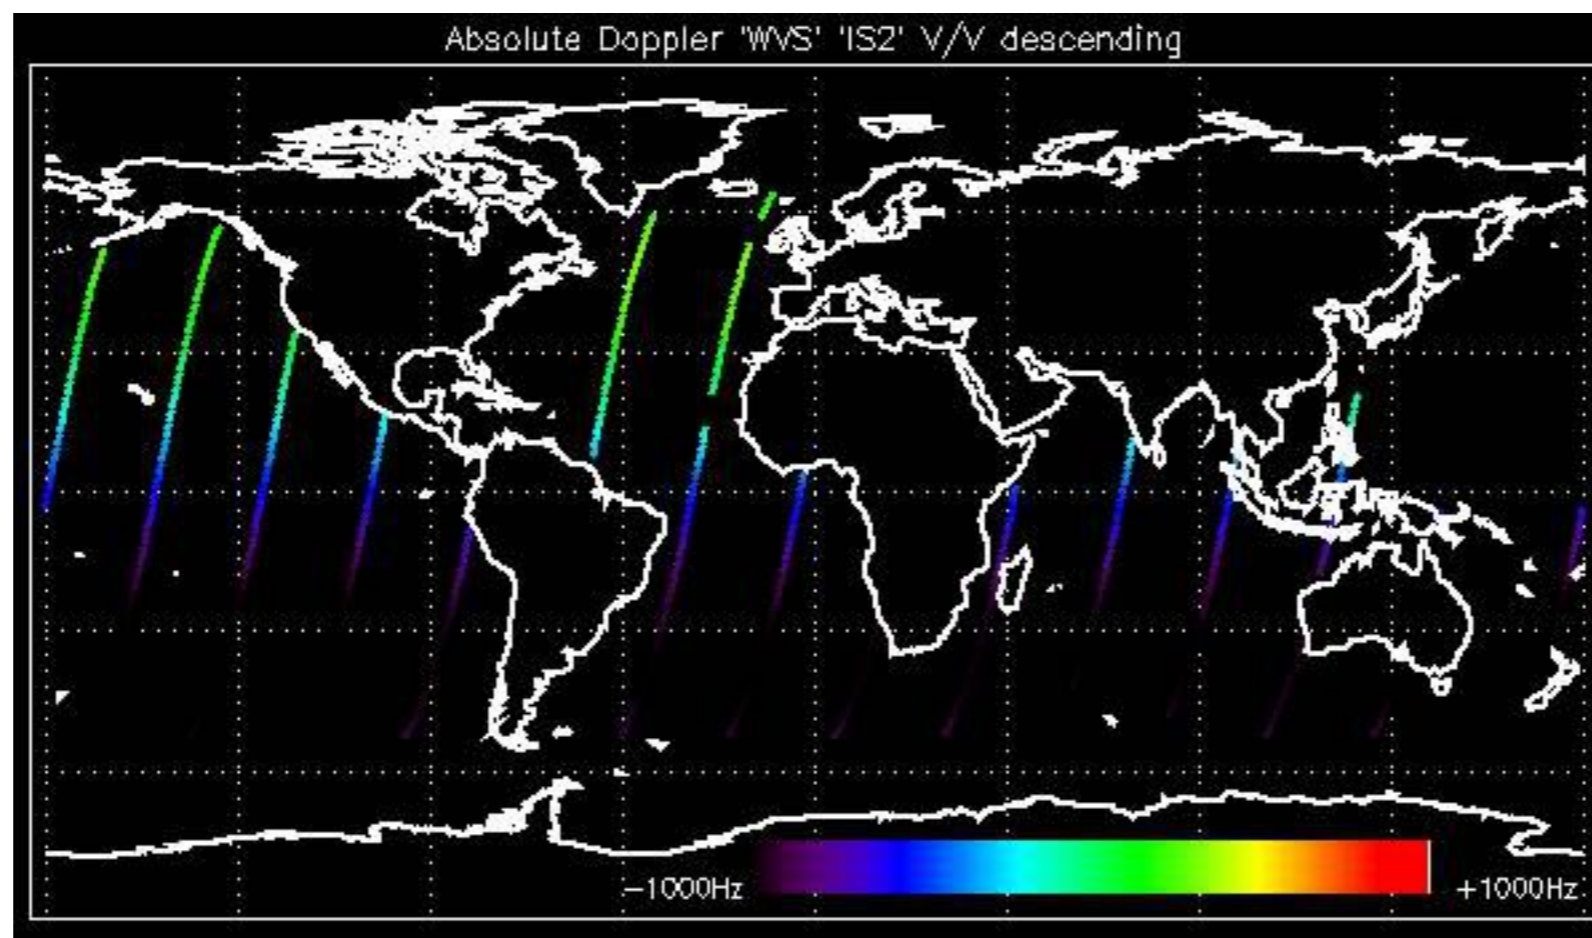 Absolute Doppler 'WVS' 'IS2' V/V descending
-1000Hz +1000Hz